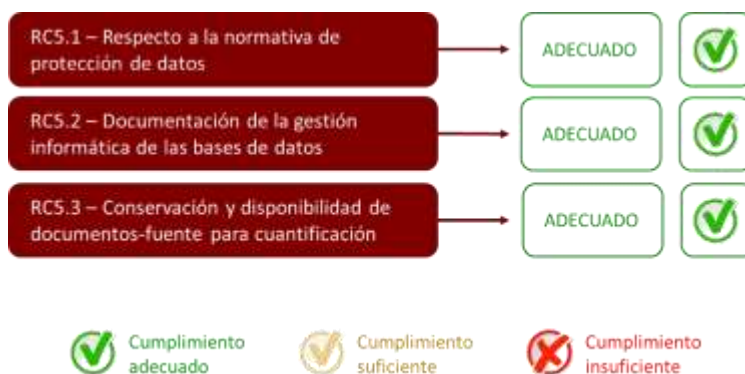 RC5.1 – Respecto a la normativa de
protección de datos
ADECUADO
RC5.2 – Documentación de la gestión
informática de las bases de datos
ADECUADO
RC5.3 – Conservación y disponibilidad de
documentos-fuente para cuantificación
ADECUADO
Cumplimiento
adecuado
Cumplimiento
suficiente
Cumplimiento
insuficiente